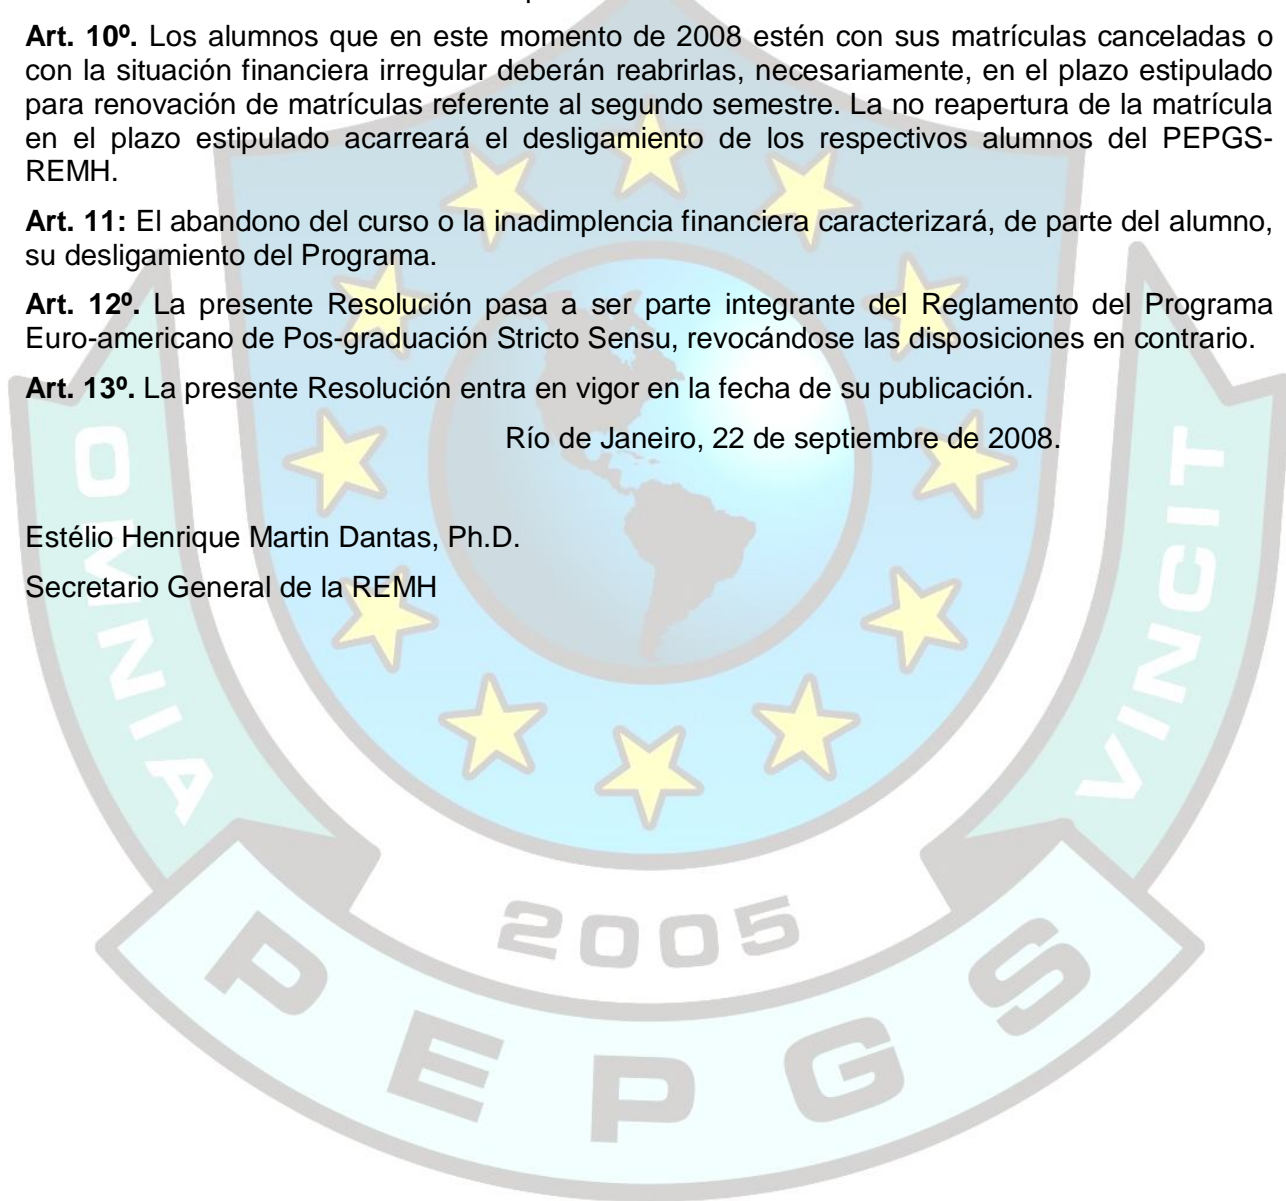 Art. 10º. Los alumnos que en este momento de 2008 estén con sus matrículas canceladas o
con la situación financiera irregular deberán reabrirlas, necesariamente, en el plazo estipulado
para renovación de matrículas referente al segundo semestre. La no reapertura de la matrícula
en el plazo estipulado acarreará el desligamiento de los respectivos alumnos del PEPGS-
REMH.
Art. 11: El abandono del curso o la inadimplencia financiera caracterizará, de parte del alumno,
su desligamiento del Programa.
Art. 12º. La presente Resolución pasa a ser parte integrante del Reglamento del Programa
Euro-americano de Pos-graduación Stricto Sensu, revocándose las disposiciones en contrario.
Art. 13º. La presente Resolución entra en vigor en la fecha de su publicación.
Río de Janeiro, 22 de septiembre de 2008.
Estélio Henrique Martin Dantas, Ph.D.
Secretario General de la REMH
OMNIA
VINCIT
2005
PEPGS